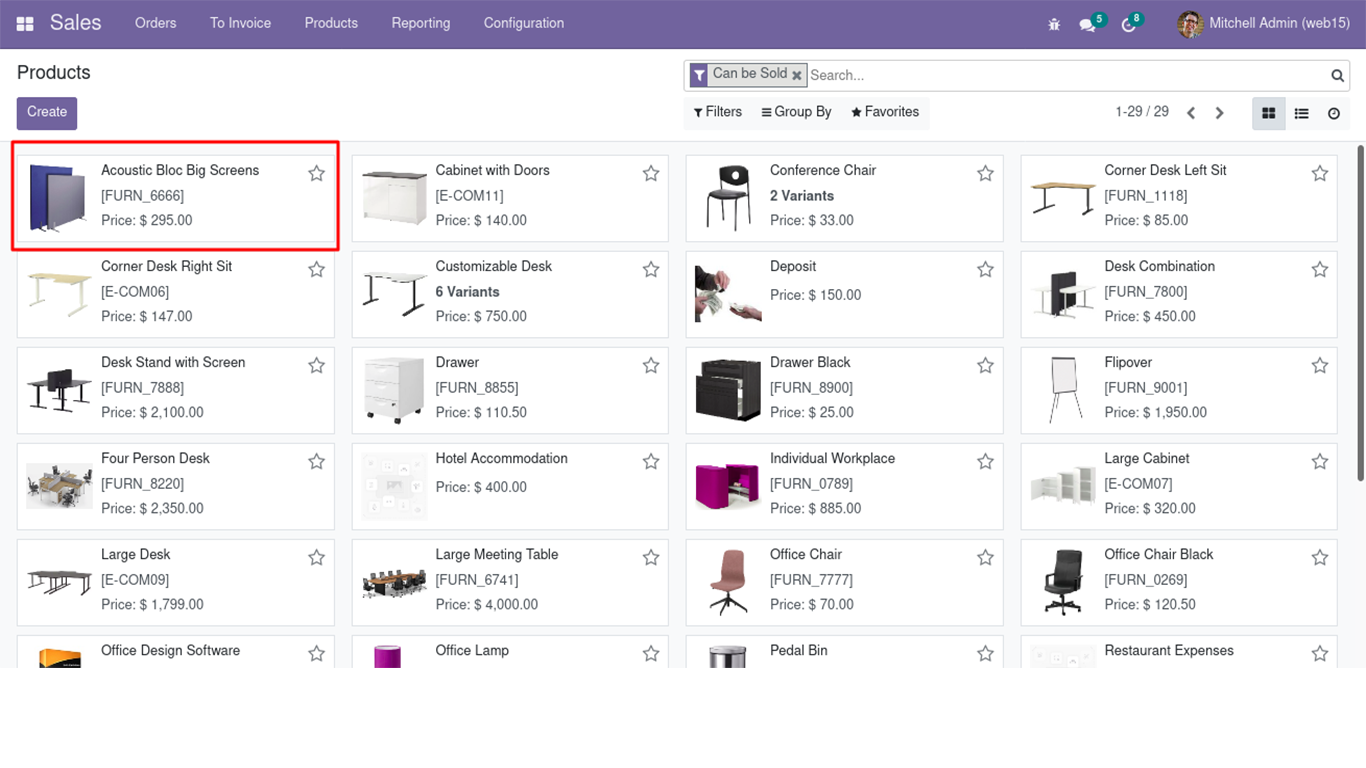 Sales Orders To Invoice Products Reporting Configuration 5 8 Mitchell Admin (web15)
Products
Can be Sold Search...
Create
Filters Group By Favorites 1-29 / 29
Acoustic Bloc Big Screens
[FURN_6666]
Price: $ 295.00
Cabinet with Doors
[E-COM11]
Price: $ 140.00
Conference Chair
2 Variants
Price: $ 33.00
Corner Desk Left Sit
[FURN_1118]
Price: $ 85.00
Corner Desk Right Sit
[E-COM06]
Price: $ 147.00
Customizable Desk
6 Variants
Price: $ 750.00
Deposit
Price: $ 150.00
Desk Combination
[FURN_7800]
Price: $ 450.00
Desk Stand with Screen
[FURN_7888]
Price: $ 2,100.00
Drawer
[FURN_8855]
Price: $ 110.50
Drawer Black
[FURN_8900]
Price: $ 25.00
Flipover
[FURN_9001]
Price: $ 1,950.00
Four Person Desk
[FURN_8220]
Price: $ 2,350.00
Hotel Accommodation
Price: $ 400.00
Individual Workplace
[FURN_0789]
Price: $ 885.00
Large Cabinet
[E-COM07]
Price: $ 320.00
Large Desk
[E-COM09]
Price: $ 1,799.00
Large Meeting Table
[FURN_6741]
Price: $ 4,000.00
Office Chair
[FURN_7777]
Price: $ 70.00
Office Chair Black
[FURN_0269]
Price: $ 120.50
Office Design Software
Office Lamp
Pedal Bin
Restaurant Expenses